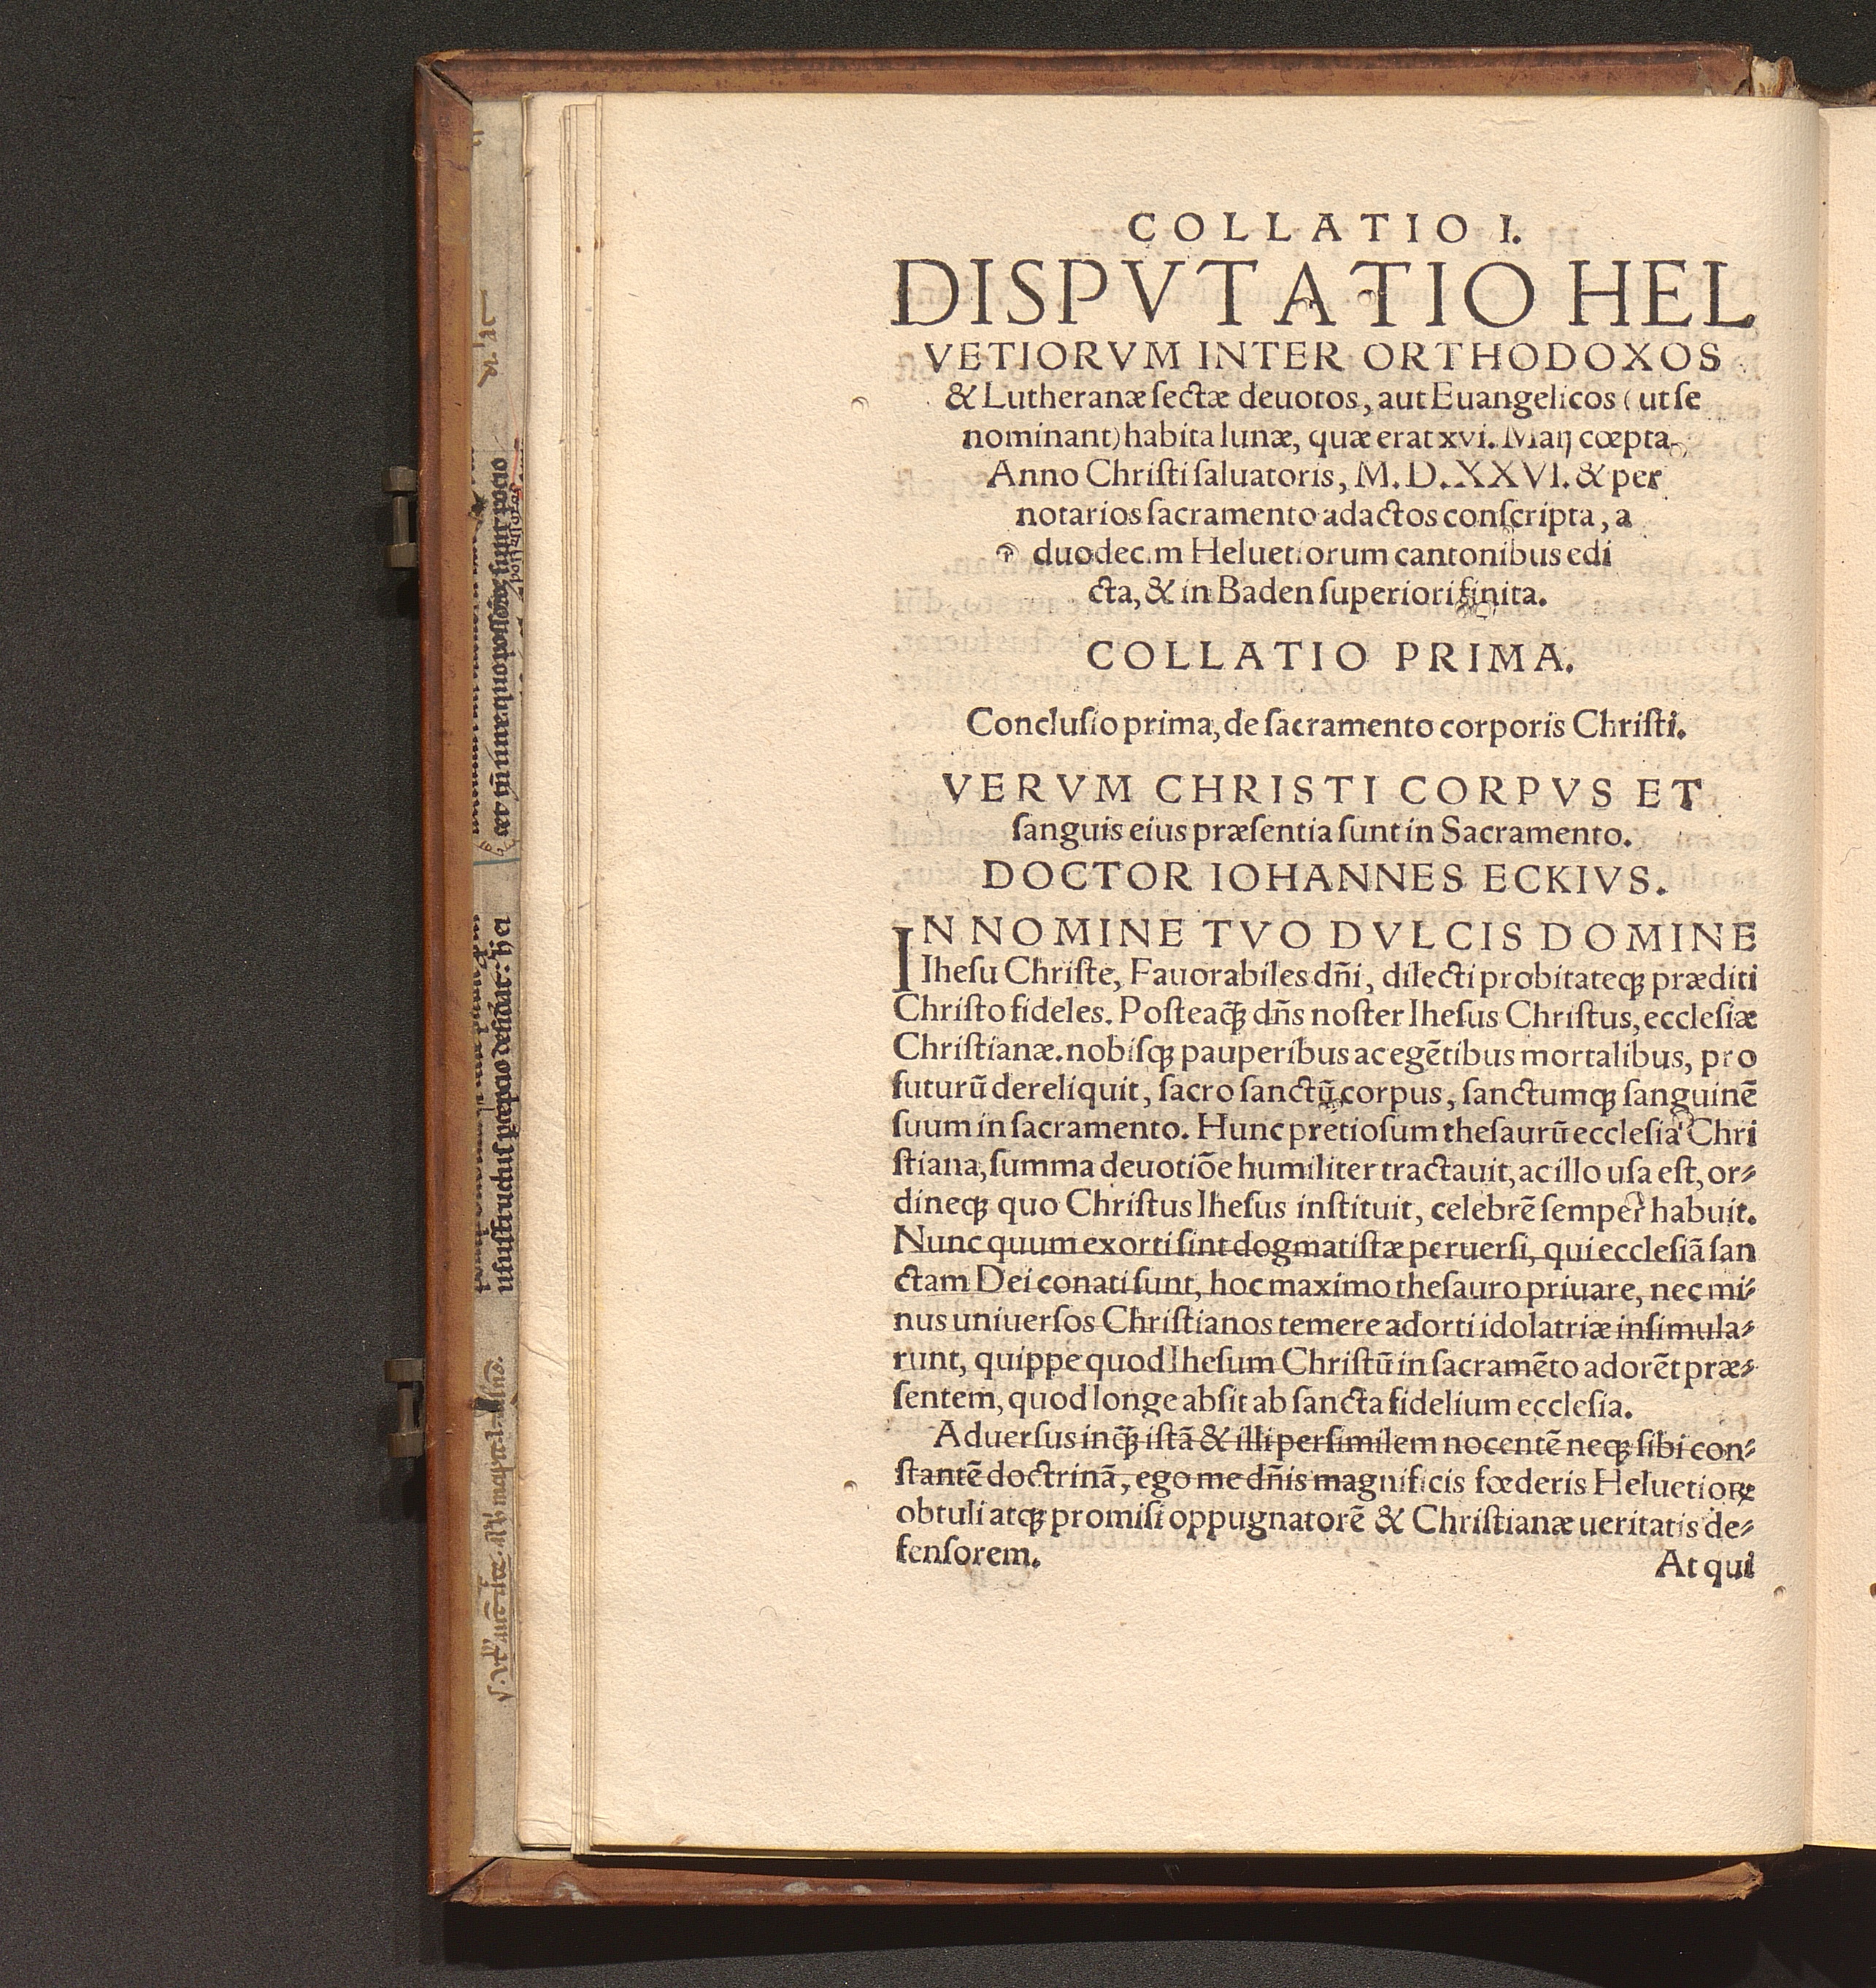 COLLATIO I.
DISPVTATIO HEL
VETIORVM INTER ORTHODOXOS
& Lutheranæ ſectæ deuotos, aut Euangelicos (ut ſe
nominant) habita lunæ, quæ erat xvi. Maij cœpta
Anno Chriſti ſaluatoris, M. D. XXVI. & per
notarios ſacramento adactos conſcripta, a
duodecim Heluetiorum cantonibus edi
cta, & in Baden ſuperiori finita.
COLLATIO PRIMA.
Concluſio prima, de ſacramento corporis Chriſti.
VERVM CHRISTI CORPVS ET
ſanguis eius præſentia ſunt in Sacramento.
DOCTOR IOHANNES ECKIVS.
IN NOMINE TVO DVLCIS DOMINE
Iheſu Chriſte, Fauorabiles dñi, dilecti probitateqꝫ præditi
Chriſto fideles. Poſteaq̃ꝫ dñs noſter Iheſus Chriſtus, eccleſiæ
Chriſtianæ. nobiſqꝫ pauperibus ac egẽtibus mortalibus, pro
futurũ dereliquit, ſacro ſanctũ corpus, ſanctumqꝫ ſanguinẽ
ſuum in ſacramento. Hunc pretioſum theſaurũ eccleſia Chri
ſtiana, ſumma deuotiõe humiliter tractauit, ac illo uſa eſt, or⸗
dineqꝫ quo Chriſtus Iheſus inſtituit, celebrẽ ſemper habuit.
Nunc quum exorti ſint dogmatiſtæ peruerſi, qui eccleſiã ſan
ctam Dei conati ſunt, hoc maximo theſauro priuare, nec mi⸗
nus uniuerſos Chriſtianos temere adorti idolatriæ inſimula⸗
runt, quippe quod Iheſum Chriſtũ in ſacramẽto adorẽt præ⸗
ſentem, quod longe abſit ab ſancta fidelium eccleſia.
Aduerſus inq̃ꝫ iſtã & illi perſimilem nocentẽ neqꝫ ſibi con⸗
ſtantẽ doctrinã, ego me dñis magnificis fœderis Heluetioꝝ
obtuli atqꝫ promiſi oppugnatorẽ & Chriſtianæ ueritatis de⸗
fenſorem.
At qui